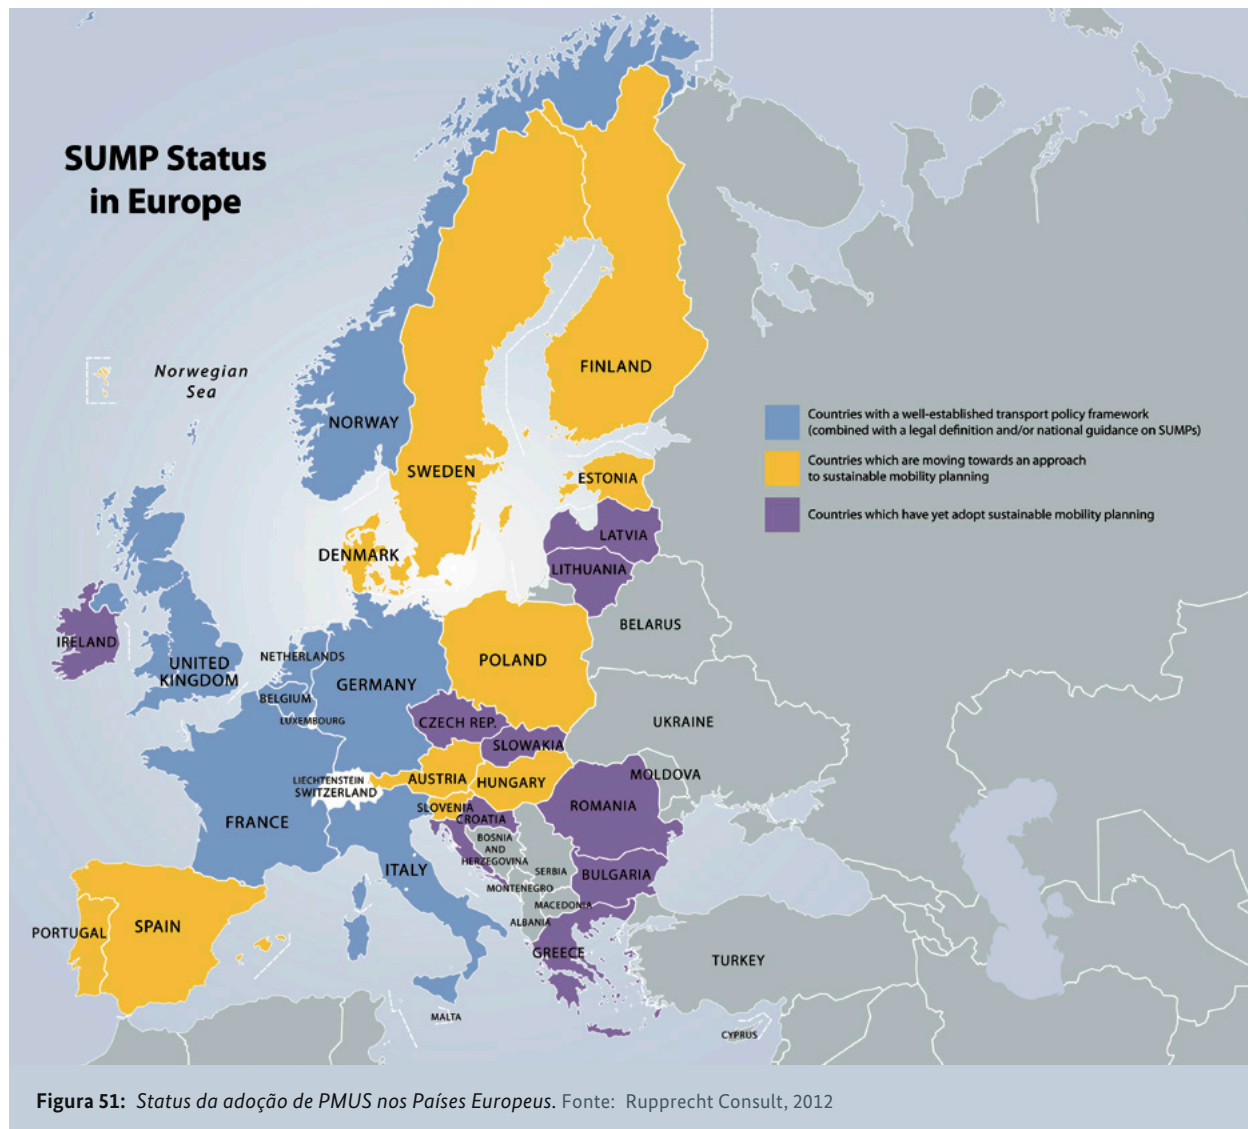 SUMP Status
in Europe
Norwegian
Sea
NORWAY
SWEDEN
FINLAND
ESTONIA
LATVIA
LITHUANIA
DENMARK
IRELAND
UNITED
KINGDOM
NETHERLANDS
BELGIUM
LUXEMBOURG
GERMANY
POLAND
BELARUS
UKRAINE
CZECH REP.
SLOWAKIA
MOLDOVA
LIECHTENSTEIN
SWITZERLAND
AUSTRIA
HUNGARY
ROMANIA
FRANCE
SLOVENIA
CROATIA
BOSNIA
AND
HERZEGOVINA
SERBIA
BULGARIA
ITALY
MONTENEGRO
MACEDONIA
ALBANIA
PORTUGAL
SPAIN
GREECE
TURKEY
MALTA
CYPRUS
Countries with a well-established transport policy framework
(combined with a legal definition and/or national guidance on SUMPs)
Countries which are moving towards an approach
to sustainable mobility planning
Countries which have yet adopt sustainable mobility planning
Figura 51: Status da adoção de PMUS nos Países Europeus. Fonte: Rupprecht Consult, 2012